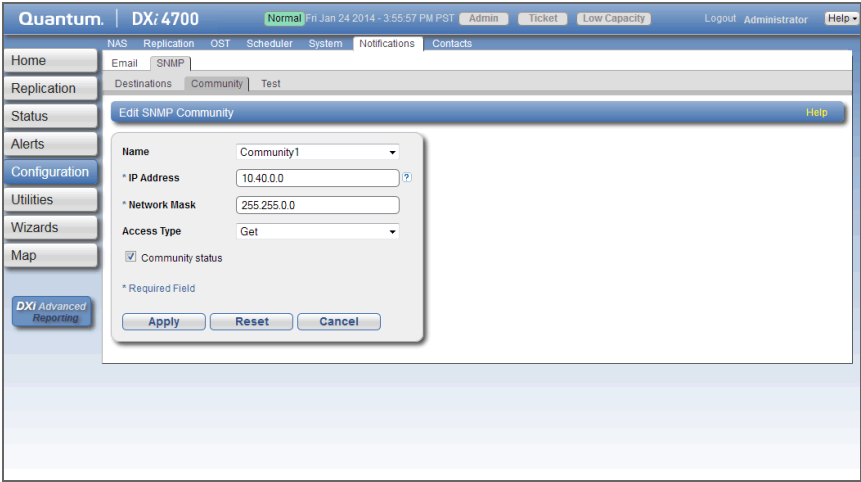 Quantum. DXi 4700 Normal Fri Jan 24 2014 - 3:55:57 PM PST Admin Ticket Low Capacity Logout Administrator Help
NAS Replication OST Scheduler System Notifications Contacts
Email SNMP
Destinations Community Test
Home
Replication
Status
Alerts
Configuration
Utilities
Wizards
Map
DXi Advanced
Reporting
Edit SNMP Community Help
Name Community1
* IP Address 10.40.0.0 ?
* Network Mask 255.255.0.0
Access Type Get
Community status
* Required Field
Apply Reset Cancel